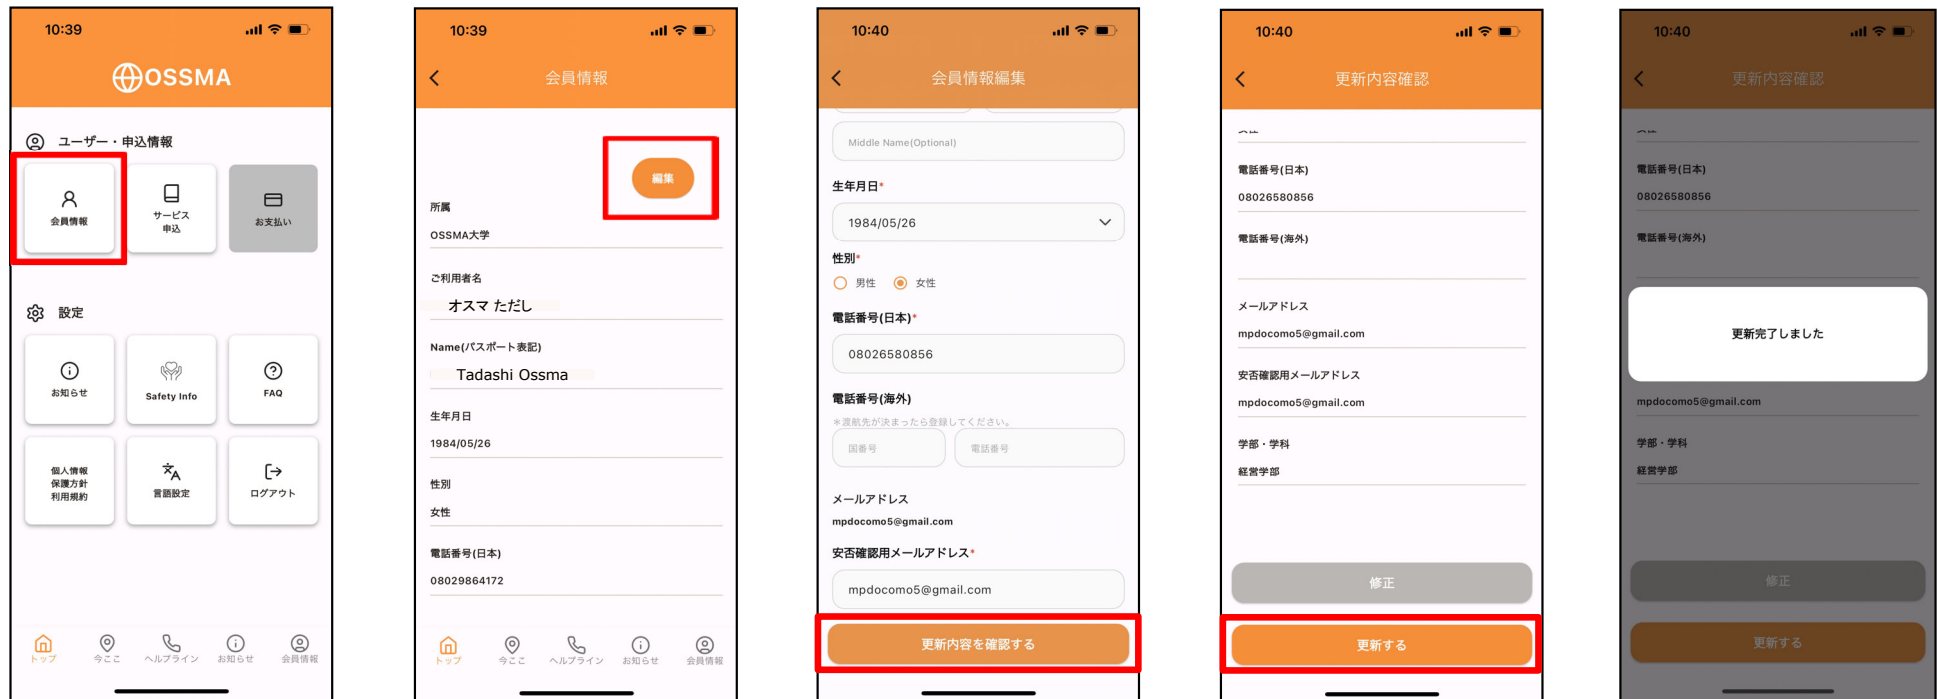 10:39
OSSMA
ユーザー・申込情報
会員情報
サービス
申込
お支払い
設定
お知らせ
Safety Info
FAQ
個人情報
保護方針
利用規約
言語設定
ログアウト
トップ
今ここ
ヘルプライン
お知らせ
会員情報
10:39
会員情報
編集
所属
OSSMA大学
ご利用者名
オスマ ただし
Name(パスポート表記)
Tadashi Ossma
生年月日
1984/05/26
性別
女性
電話番号(日本)
08029864172
トップ
今ここ
ヘルプライン
お知らせ
会員情報
10:40
会員情報編集
Middle Name(Optional)
生年月日*
1984/05/26
性別*
男性 女性
電話番号(日本)*
08026580856
電話番号(海外)
*渡航先が決まったら登録してください。
国番号
電話番号
メールアドレス
mpdocomo5@gmail.com
安否確認用メールアドレス*
mpdocomo5@gmail.com
更新内容を確認する
10:40
更新内容確認
電話番号(日本)
08026580856
電話番号(海外)
メールアドレス
mpdocomo5@gmail.com
安否確認用メールアドレス
mpdocomo5@gmail.com
学部・学科
経営学部
修正
更新する
10:40
更新内容確認
電話番号(日本)
08026580856
電話番号(海外)
更新完了しました
mpdocomo5@gmail.com
学部・学科
経営学部
修正
更新する